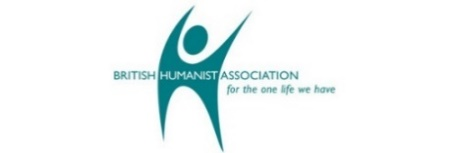 BRITISH HUMANIST ASSOCIATION
for the one life we have